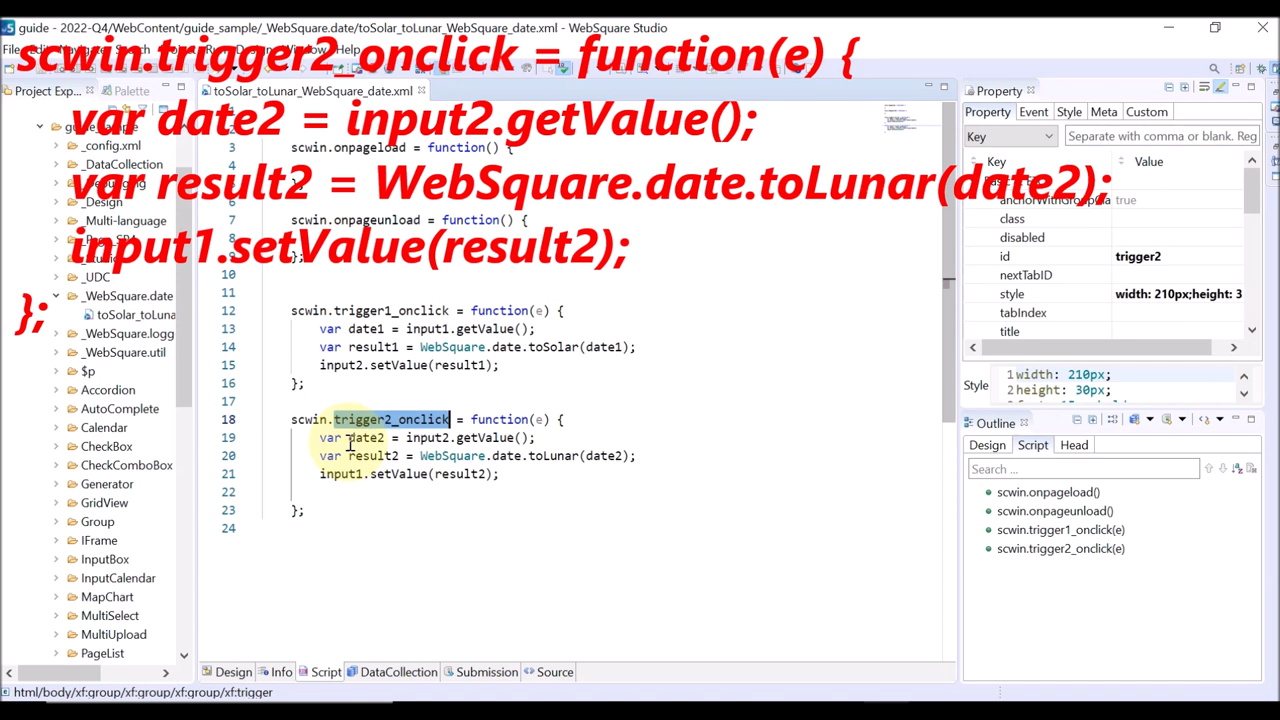 guide - 2022-Q4/WebContent/guide_sample/_WebSquare.date/toSolar_toLunar_WebSquare_date.xml - WebSquare Studio
scwin.trigger2_onclick = function(e) {
var date2 = input2.getValue();
var result2 = WebSquare.date.toLunar(date2);
input1.setValue(result2);
};
Window Help
Project Exp...
Palette
_config.xml
_DataCollection
_Design
_Multi-language
_UDC
_WebSquare.date
toSolar_toLuna
_WebSquare.logg
_WebSquare.util
$p
Accordion
AutoComplete
Calendar
CheckBox
CheckComboBox
Generator
GridView
Group
IFrame
InputBox
InputCalendar
MapChart
MultiSelect
MultiUpload
PageList
toSolar_toLunar_WebSquare_date.xml
3 scwin.onpageload = function() {
4
7 scwin.onpageunload = function() {
8
10
11
12 scwin.trigger1_onclick = function(e) {
13 var date1 = input1.getValue();
14 var result1 = WebSquare.date.toSolar(date1);
15 input2.setValue(result1);
16 };
17
18 scwin.trigger2_onclick = function(e) {
19 var date2 = input2.getValue();
20 var result2 = WebSquare.date.toLunar(date2);
21 input1.setValue(result2);
22
23 };
24
Design Info Script DataCollection Submission Source
html/body/xf:group/xf:group/xf:group/xf:trigger
Property
Property Event Style Meta Custom
Key Separate with comma or blank. Reg
Key Value
true
class
disabled
id trigger2
nextTabID
style width: 210px;height: 3
tabIndex
title
Style
1 width: 210px;
2 height: 30px;
Outline
Design Script Head
Search ...
scwin.onpageload()
scwin.onpageunload()
scwin.trigger1_onclick(e)
scwin.trigger2_onclick(e)